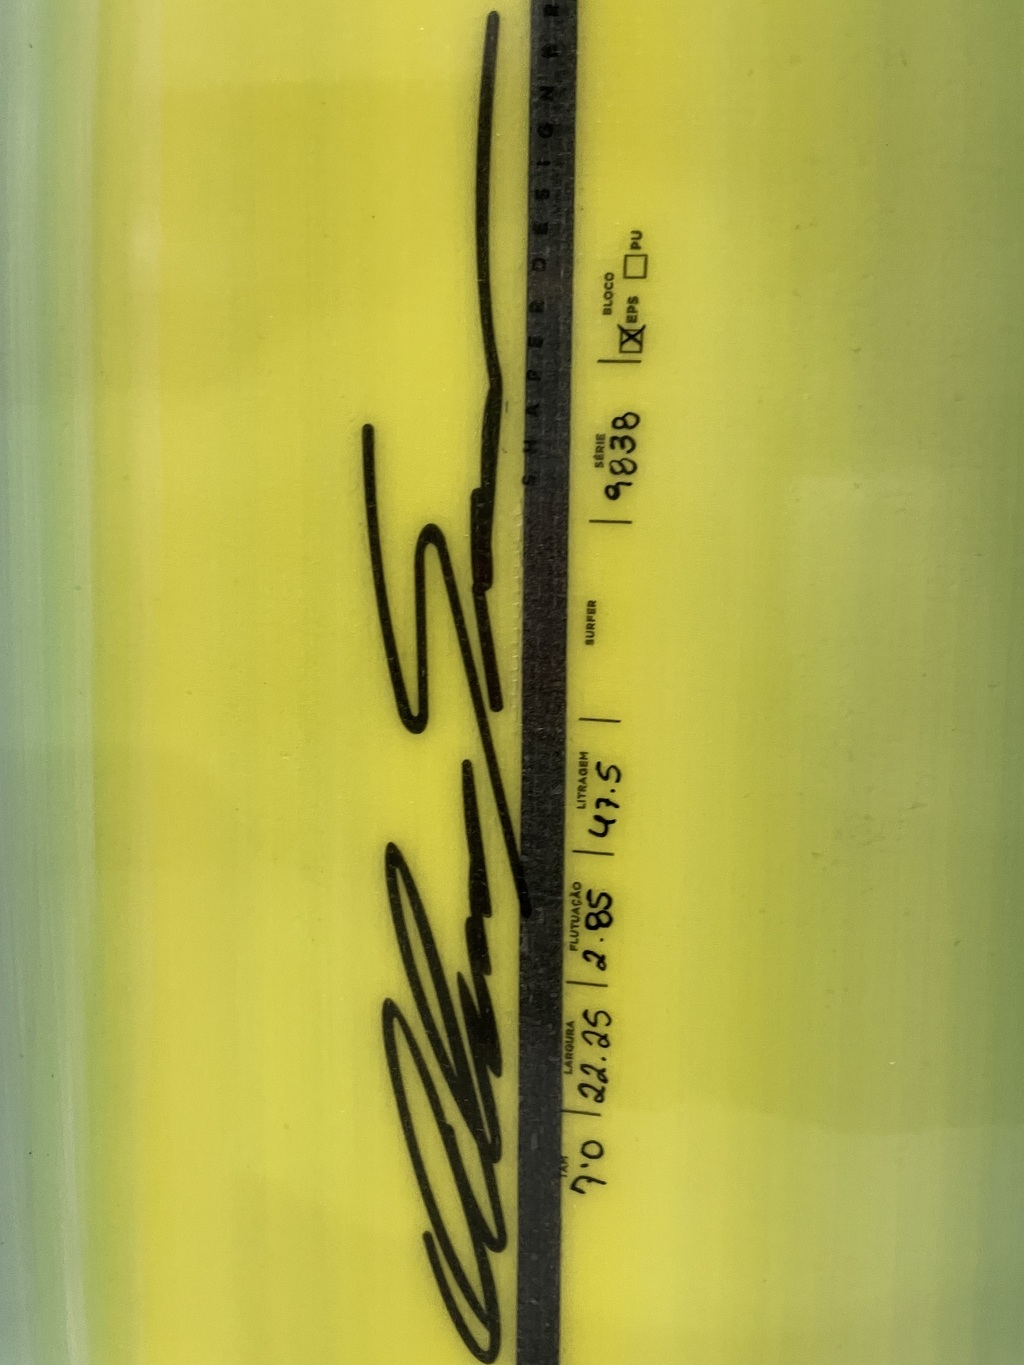 SHAPER DESIGNER
TAM LARGURA FLUTUAÇÃO LITRAGEM SURFER SÉRIE BLOCO
7'0 | 22.25 | 2.85 | 47.5 | | 9838 | ☒ EPS ☐ PU